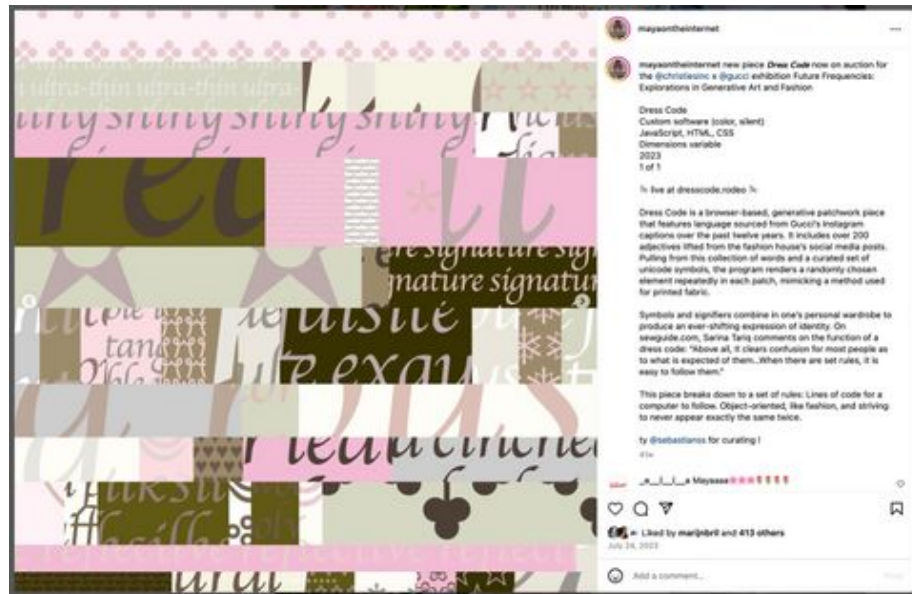 ultra-thin ultra-thin ultra-thin
shiny shiny shiny shiny
re signature sig
nature signatur
mayaontheinternet
mayaontheinternet new piece Dress Code now on auction for
the @christiesinc x @gucci exhibition Future Frequencies:
Explorations in Generative Art and Fashion
Dress Code
Custom software (color, silent)
JavaScript, HTML, CSS
Dimensions variable
2023
1 of 1
live at dresscode.rodeo
Dress Code is a browser-based, generative patchwork piece
that features language sourced from Gucci's Instagram
captions over the past twelve years. It includes over 200
adjectives lifted from the fashion house's social media posts.
Pulling from this collection of words and a curated set of
unicode symbols, the program renders a randomly chosen
element repeatedly in each patch, mimicking a method used
for printed fabric.
Symbols and signifiers combine in one's personal wardrobe to
produce an ever-shifting expression of identity. On
sewguide.com, Sarina Tariq comments on the function of a
dress code: "Above all, it clears confusion for most people as
to what is expected of them...When there are set rules, it is
easy to follow them."
This piece breaks down to a set of rules: Lines of code for a
computer to follow. Object-oriented, like fashion, and striving
to never appear exactly the same twice.
ty @sebastianss for curating !
Mayaaaa
Liked by marijnbril and 413 others
July 24, 2023
Add a comment...